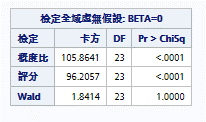 檢定全域虛無假設: BETA=0
檢定 卡方 DF Pr > ChiSq
概度比 105.8641 23 <.0001
評分 96.2057 23 <.0001
Wald 1.8414 23 1.0000